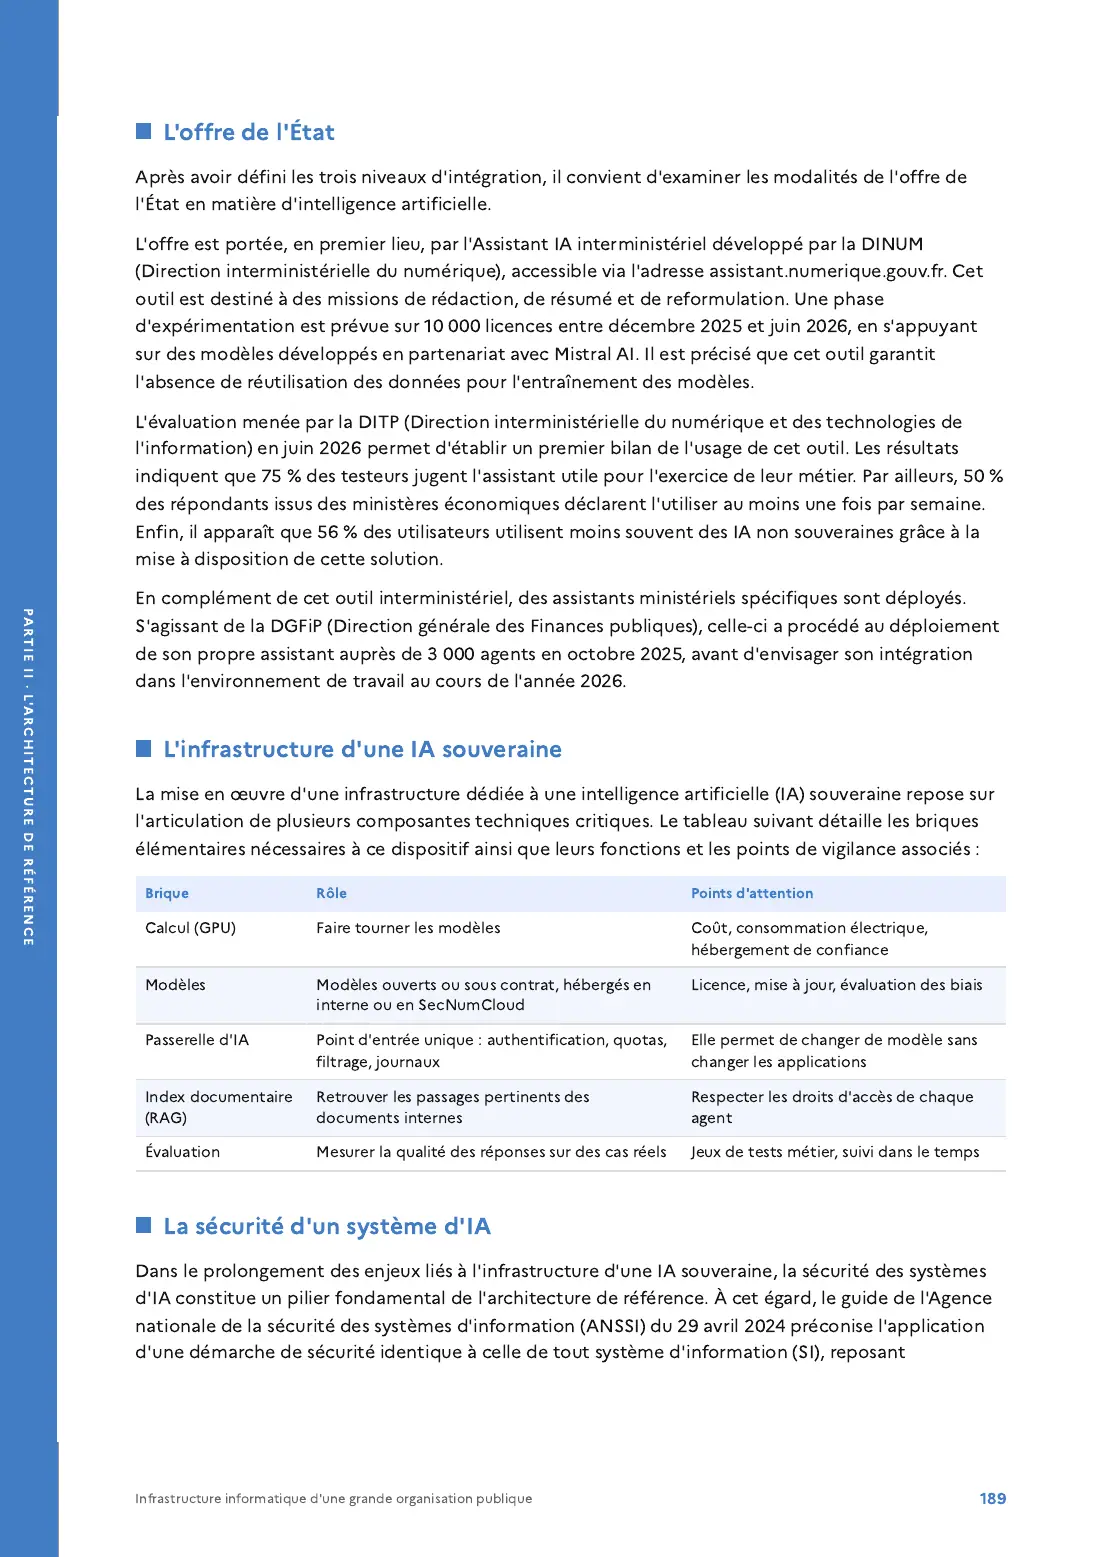 L'offre de l'État
Après avoir défini les trois niveaux d'intégration, il convient d'examiner les modalités de l'offre de
l'État en matière d'intelligence artificielle.
L'offre est portée, en premier lieu, par l'Assistant IA interministériel développé par la DINUM
(Direction interministérielle du numérique), accessible via l'adresse assistant.numerique.gouv.fr. Cet
outil est destiné à des missions de rédaction, de résumé et de reformulation. Une phase
d'expérimentation est prévue sur 10 000 licences entre décembre 2025 et juin 2026, en s'appuyant
sur des modèles développés en partenariat avec Mistral AI. Il est précisé que cet outil garantit
l'absence de réutilisation des données pour l'entraînement des modèles.
L'évaluation menée par la DITP (Direction interministérielle du numérique et des technologies de
l'information) en juin 2026 permet d'établir un premier bilan de l'usage de cet outil. Les résultats
indiquent que 75 % des testeurs jugent l'assistant utile pour l'exercice de leur métier. Par ailleurs, 50 %
des répondants issus des ministères économiques déclarent l'utiliser au moins une fois par semaine.
Enfin, il apparaît que 56 % des utilisateurs utilisent moins souvent des IA non souveraines grâce à la
mise à disposition de cette solution.
En complément de cet outil interministériel, des assistants ministériels spécifiques sont déployés.
S'agissant de la DGFiP (Direction générale des Finances publiques), celle-ci a procédé au déploiement
de son propre assistant auprès de 3 000 agents en octobre 2025, avant d'envisager son intégration
dans l'environnement de travail au cours de l'année 2026.
L'infrastructure d'une IA souveraine
La mise en œuvre d'une infrastructure dédiée à une intelligence artificielle (IA) souveraine repose sur
l'articulation de plusieurs composantes techniques critiques. Le tableau suivant détaille les briques
élémentaires nécessaires à ce dispositif ainsi que leurs fonctions et les points de vigilance associés :
Brique Rôle Points d'attention
Calcul (GPU) Faire tourner les modèles Coût, consommation électrique,
hébergement de confiance
Modèles Modèles ouverts ou sous contrat, hébergés en Licence, mise à jour, évaluation des biais
interne ou en SecNumCloud
Passerelle d'IA Point d'entrée unique : authentification, quotas, Elle permet de changer de modèle sans
filtrage, journaux changer les applications
Index documentaire Retrouver les passages pertinents des Respecter les droits d'accès de chaque
(RAG) documents internes agent
Évaluation Mesurer la qualité des réponses sur des cas réels Jeux de tests métier, suivi dans le temps
La sécurité d'un système d'IA
Dans le prolongement des enjeux liés à l'infrastructure d'une IA souveraine, la sécurité des systèmes
d'IA constitue un pilier fondamental de l'architecture de référence. À cet égard, le guide de l'Agence
nationale de la sécurité des systèmes d'information (ANSSI) du 29 avril 2024 préconise l'application
d'une démarche de sécurité identique à celle de tout système d'information (SI), reposant
PARTIE II · L'ARCHITECTURE DE RÉFÉRENCE
Infrastructure informatique d'une grande organisation publique 189